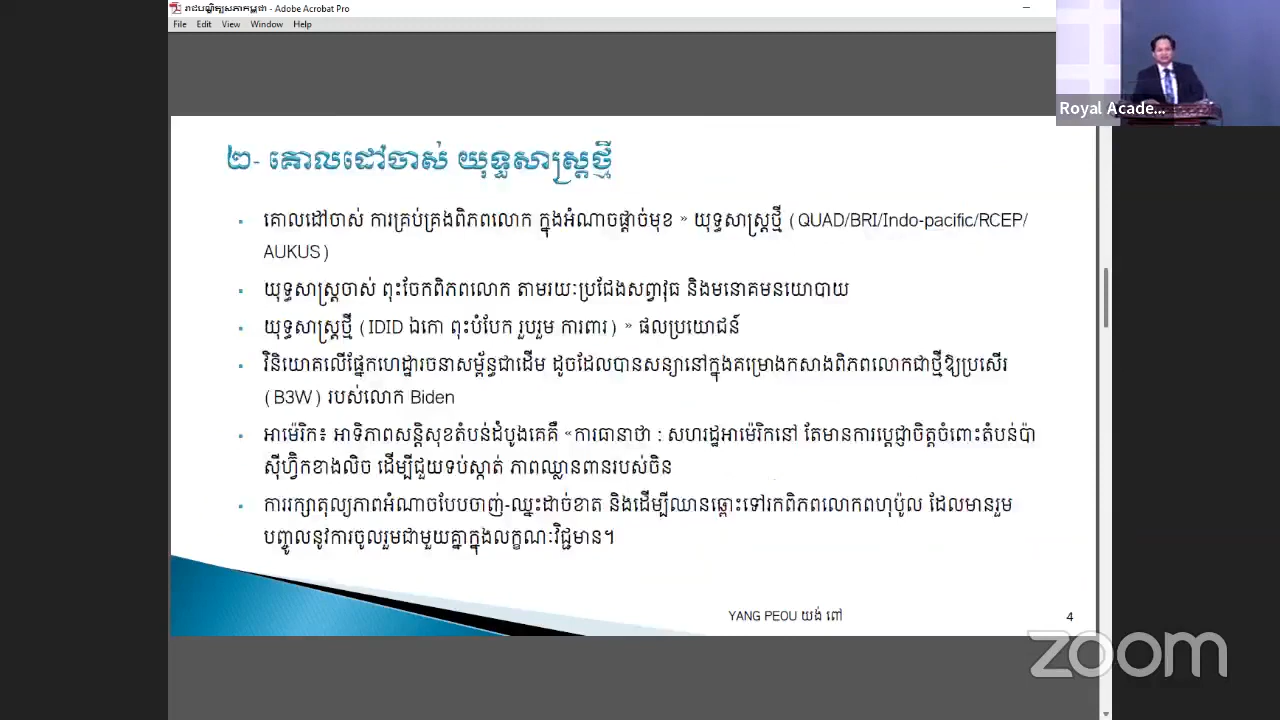 រាជបណ្ឌិត្យសភាកម្ពុជា - Adobe Acrobat Pro
File Edit View Window Help
Royal Acade...
២- គោលដៅចាស់ យុទ្ធសាស្ត្រថ្មី
▪ គោលដៅចាស់ ការគ្រប់គ្រងពិភពលោក ក្នុងអំណាចផ្តាច់មុខ » យុទ្ធសាស្ត្រថ្មី (QUAD/BRI/Indo-pacific/RCEP/
AUKUS)
▪ យុទ្ធសាស្ត្រចាស់ ពុះចែកពិភពលោក តាមរយៈប្រជែងសព្វាវុធ និងមនោគមនយោបាយ
▪ យុទ្ធសាស្ត្រថ្មី (IDID ឯកោ ពុះបំបែក រួបរួម ការពារ) » ផលប្រយោជន៍
▪ វិនិយោគលើផ្នែកហេដ្ឋារចនាសម្ព័ន្ធជាដើម ដូចដែលបានសន្យានៅក្នុងគម្រោងកសាងពិភពលោកជាថ្មីឱ្យប្រសើរ
(B3W) របស់លោក Biden
▪ អាម៉េរិក៖ អាទិភាពសន្តិសុខតំបន់ដំបូងគេគឺ «ការធានាថា : សហរដ្ឋអាម៉េរិកនៅ តែមានការប្តេជ្ញាចិត្តចំពោះតំបន់ប៉ា
ស៊ីហ្វ៊ិកខាងលិច ដើម្បីជួយទប់ស្កាត់ ភាពឈ្លានពានរបស់ចិន
▪ ការរក្សាតុល្យភាពអំណាចបែបចាញ់-ឈ្នះដាច់ខាត និងដើម្បីឈានឆ្ពោះទៅរកពិភពលោកពហុប៉ូល ដែលមានរួម
បញ្ចូលនូវការចូលរួមជាមួយគ្នាក្នុងលក្ខណៈវិជ្ជមាន។
YANG PEOU យង់ ពៅ
4
zoom